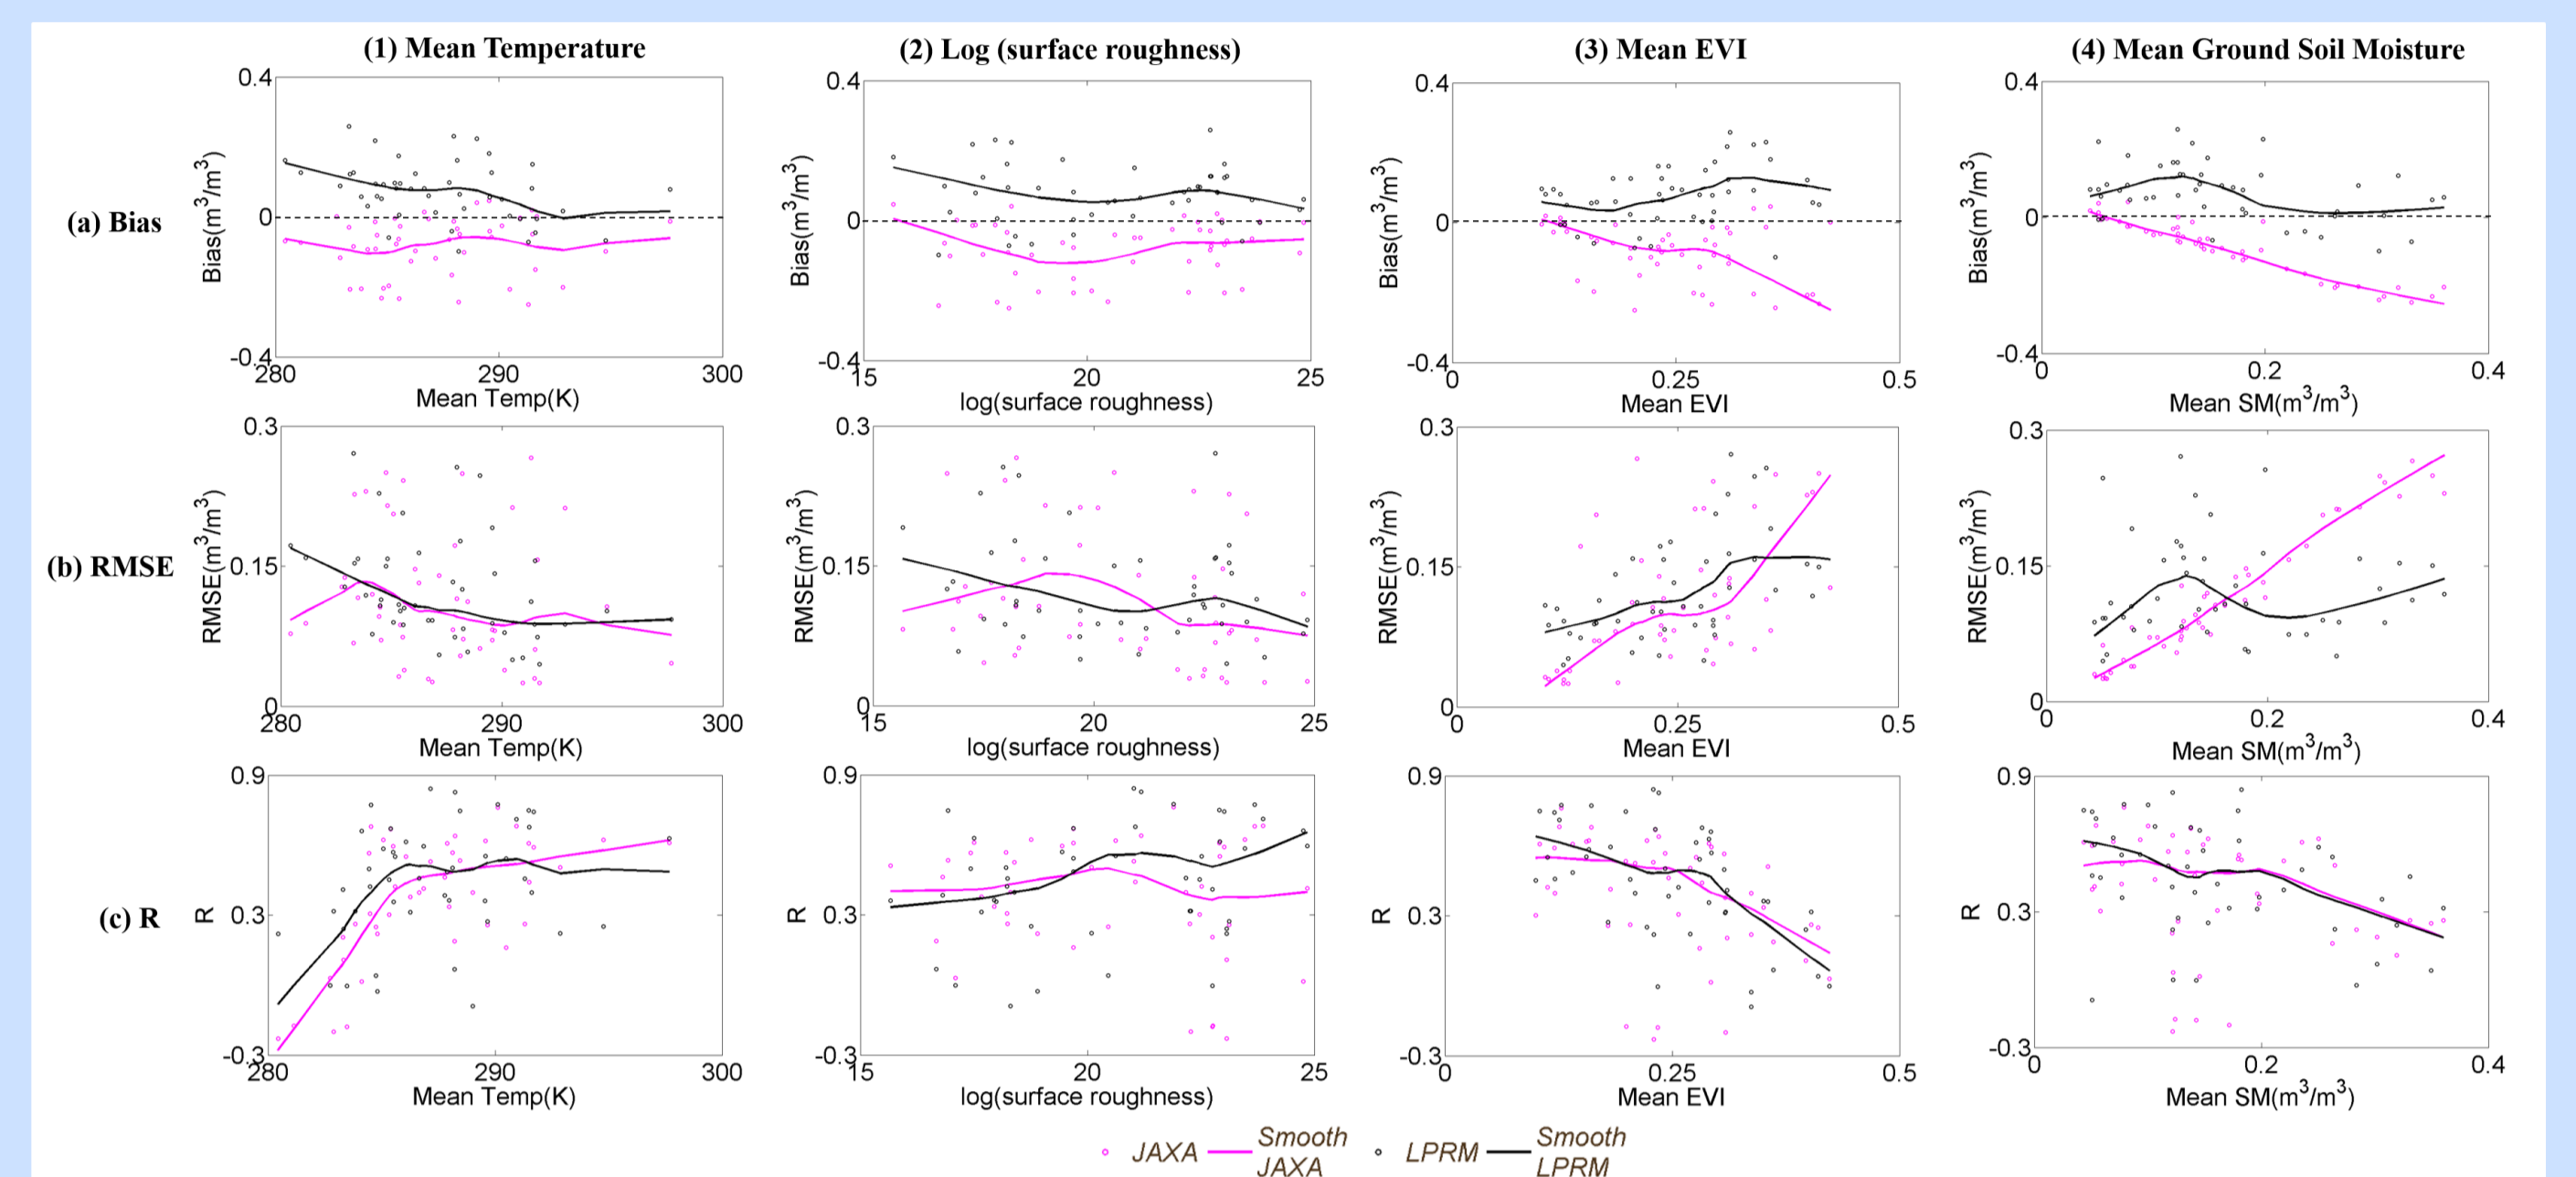 (1) Mean Temperature
(2) Log (surface roughness)
(3) Mean EVI
(4) Mean Ground Soil Moisture
(a) Bias
Bias(m³/m³)
0.4
0
-0.4
280
290
300
Mean Temp(K)
Bias(m³/m³)
0.4
0
-0.4
15
20
25
log(surface roughness)
Bias(m³/m³)
0.4
0
-0.4
0
0.25
0.5
Mean EVI
Bias(m³/m³)
0.4
0
-0.4
0
0.2
0.4
Mean SM(m³/m³)
(b) RMSE
RMSE(m³/m³)
0.3
0.15
0
280
290
300
Mean Temp(K)
RMSE(m³/m³)
0.3
0.15
0
15
20
25
log(surface roughness)
RMSE(m³/m³)
0.3
0.15
0
0
0.25
0.5
Mean EVI
RMSE(m³/m³)
0.3
0.15
0
0
0.2
0.4
Mean SM(m³/m³)
(c) R
R
0.9
0.3
-0.3
280
290
300
Mean Temp(K)
R
0.9
0.3
-0.3
15
20
25
log(surface roughness)
R
0.9
0.3
-0.3
0
0.25
0.5
Mean EVI
R
0.9
0.3
-0.3
0
0.2
0.4
Mean SM(m³/m³)
JAXA
Smooth
JAXA
LPRM
Smooth
LPRM